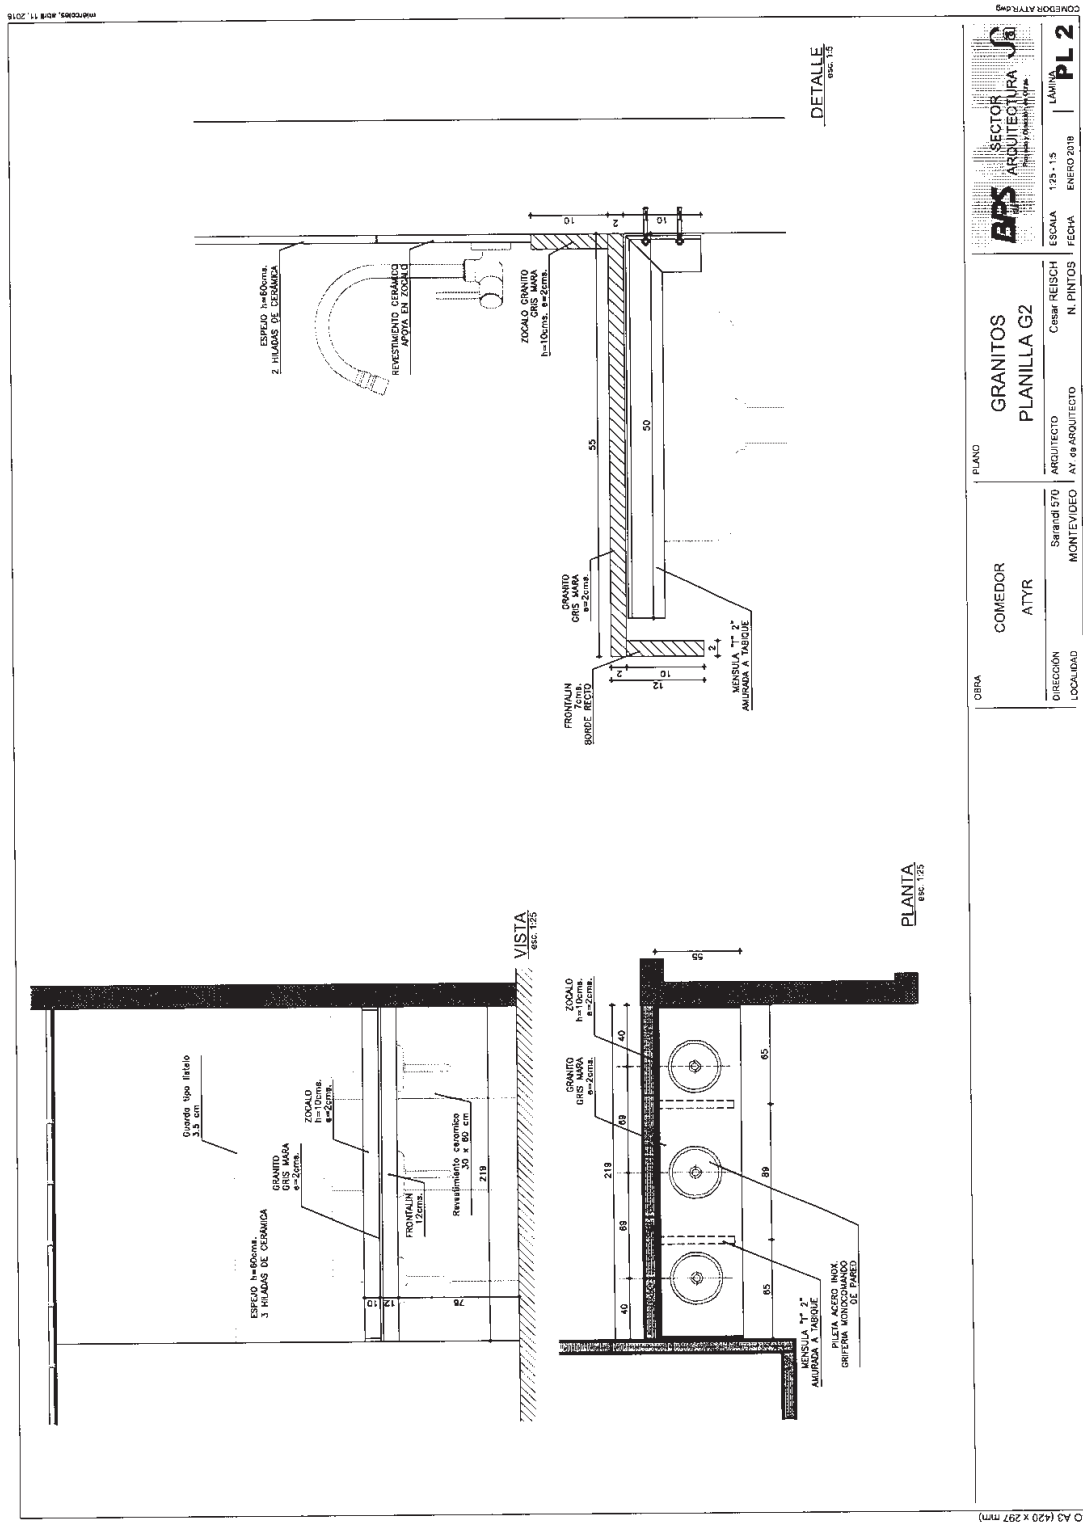 miércoles, abril 11, 2018
COMEDOR ATYR.dwg
O A3 (420 x 297 mm)
Guarda tipo listelo
3.5 cm
ESPEJO h=60cms.
3 HILADAS DE CERÁMICA
GRANITO
GRIS MARA
e=2cms.
ZOCALO
h=10cms.
e=2cms.
FRONTALIN
12cms.
Revestimiento ceramico
30 x 60 cm
219
10
12
78
VISTA
esc. 1:25
ZOCALO
h=10cms.
e=2cms.
GRANITO
GRIS MARA
e=2cms.
219
40
69
69
40
65
89
65
55
MENSULA "T" 2"
AMURADA A TABIQUE
PILETA ACERO INOX.
GRIFERIA MONOCOMANDO
DE PARED
PLANTA
esc. 1:25
ESPEJO h=60cms.
2 HILADAS DE CERÁMICA
REVESTIMIENTO CERÁMICO
APOYA EN ZOCALO
ZOCALO GRANITO
GRIS MARA
h=10cms. e=2cms.
GRANITO
GRIS MARA
e=2cms.
FRONTALIN
7cms.
BORDE RECTO
MENSULA "T" 2"
AMURADA A TABIQUE
10
2
10
55
50
2
10
12
2
DETALLE
esc. 1:5
OBRA
COMEDOR
ATYR
DIRECCIÓN
Sarandí 570
LOCALIDAD
MONTEVIDEO
PLANO
GRANITOS
PLANILLA G2
ARQUITECTO
Cesar REISCH
AY. de ARQUITECTO
N. PINTOS
BPS
SECTOR
ARQUITECTURA
ESCALA
1:25 - 1:5
FECHA
ENERO 2018
LÁMINA
PL 2